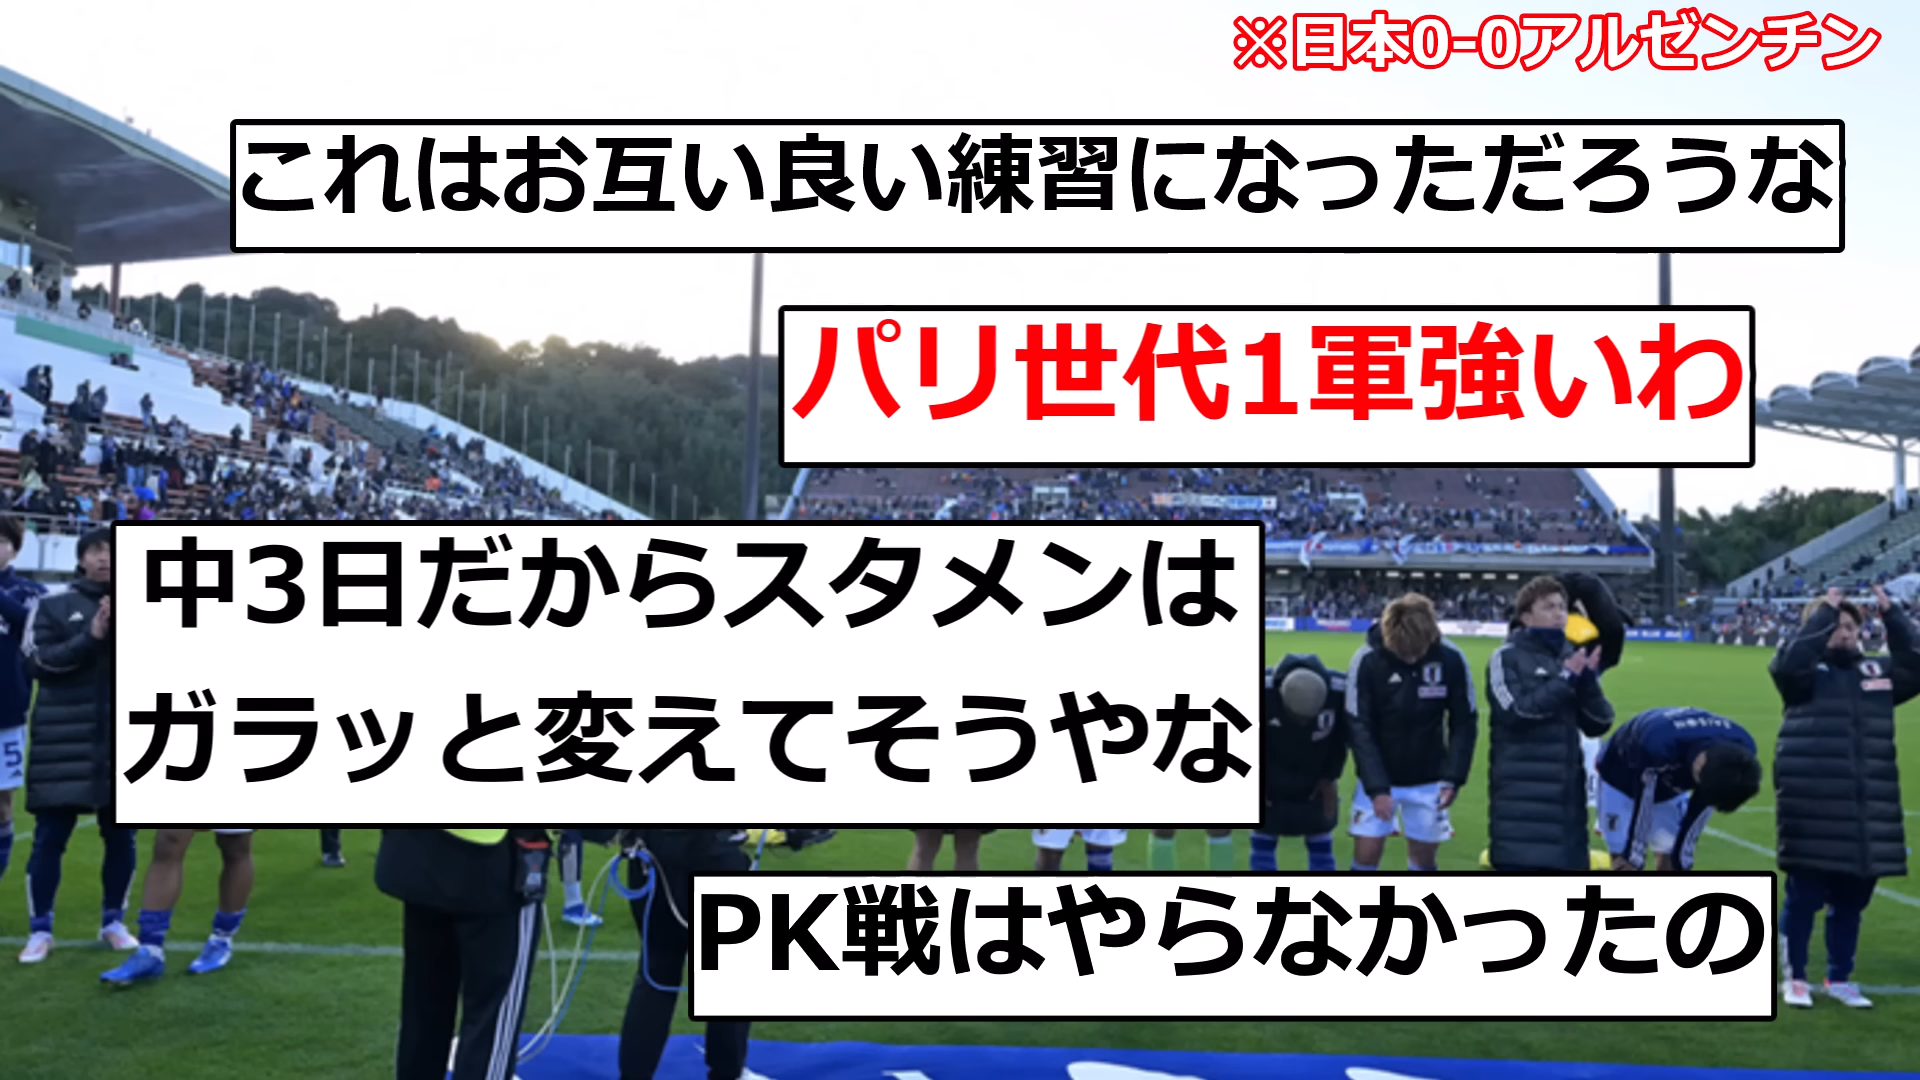 ※日本0-0アルゼンチン
これはお互い良い練習になっただろうな
パリ世代1軍強いわ
中3日だからスタメンは
ガラッと変えてそうやな
5
PK戦はやらなかったの